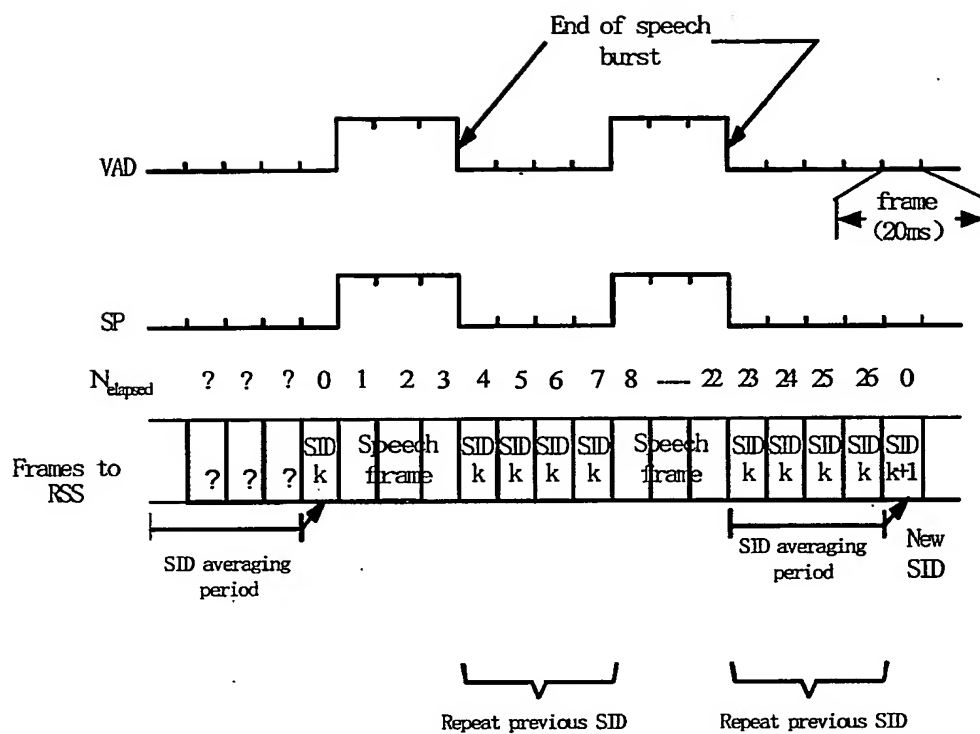 End of speech
burst
VAD
frame
(20ms)
SP
N elapsed ? ? ? 0 1 2 3 4 5 6 7 8 — 22 23 24 25 26 0
Frames to
RSS
? ? ? SID k Speech frame SID k SID k SID k SID k Speech frame SID k SID k SID k SID k SID k+1
SID averaging
period
SID averaging
period
New
SID
Repeat previous SID
Repeat previous SID